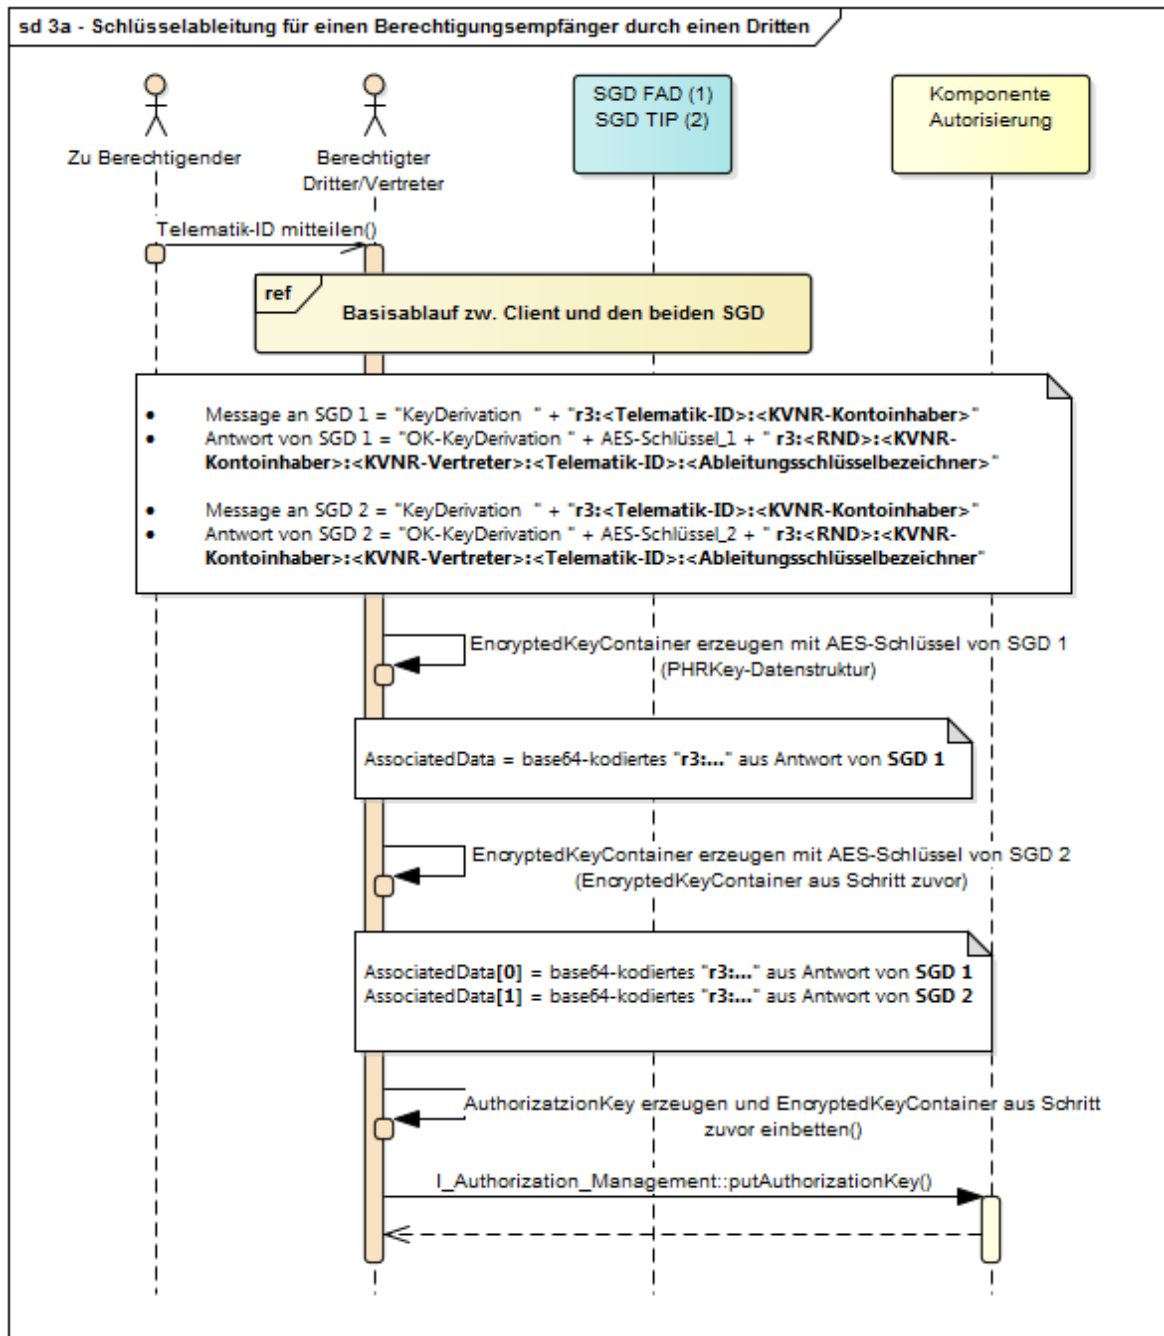 sd 3a - Schlüsselableitung für einen Berechtigungsempfänger durch einen Dritten
SGD FAD (1)
SGD TIP (2)
Komponente
Autorisierung
Zu Berechtigender
Berechtigter
Dritter/Vertreter
Telematik-ID mitteilen()
ref
Basisablauf zw. Client und den beiden SGD
• Message an SGD 1 = "KeyDerivation " + "r3:<Telematik-ID>:<KVNR-Kontoinhaber>"
• Antwort von SGD 1 = "OK-KeyDerivation " + AES-Schlüssel_1 + " r3:<RND>:<KVNR-
Kontoinhaber>:<KVNR-Vertreter>:<Telematik-ID>:<Ableitungsschlüsselbezeichner>"
• Message an SGD 2 = "KeyDerivation " + "r3:<Telematik-ID>:<KVNR-Kontoinhaber>"
• Antwort von SGD 2 = "OK-KeyDerivation " + AES-Schlüssel_2 + " r3:<RND>:<KVNR-
Kontoinhaber>:<KVNR-Vertreter>:<Telematik-ID>:<Ableitungsschlüsselbezeichner"
EncryptedKeyContainer erzeugen mit AES-Schlüssel von SGD 1
(PHRKey-Datenstruktur)
AssociatedData = base64-kodiertes "r3:..." aus Antwort von SGD 1
EncryptedKeyContainer erzeugen mit AES-Schlüssel von SGD 2
(EncryptedKeyContainer aus Schritt zuvor)
AssociatedData[0] = base64-kodiertes "r3:..." aus Antwort von SGD 1
AssociatedData[1] = base64-kodiertes "r3:..." aus Antwort von SGD 2
AuthorizatzionKey erzeugen und EncryptedKeyContainer aus Schritt
zuvor einbetten()
I_Authorization_Management::putAuthorizationKey()